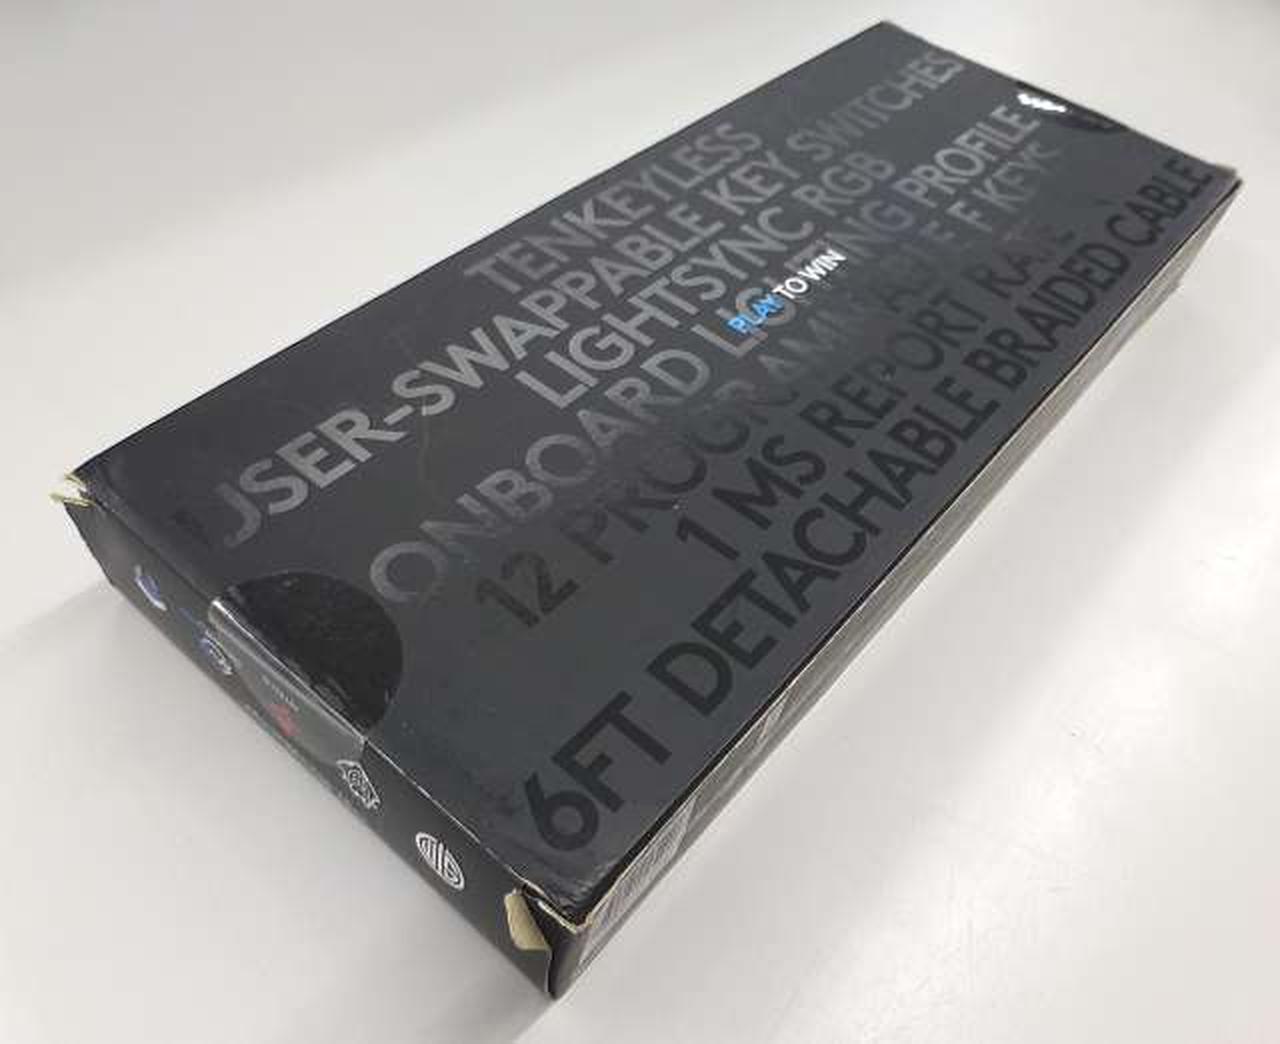 TENKEYLESS
USER-SWAPPABLE KEY SWITCHES
LIGHTSYNC RGB
ONBOARD LIGHTING PROFILE
PLAY TO WIN
12 PROGRAMMABLE F KEYS
1 MS REPORT RATE
6FT DETACHABLE BRAIDED CABLE